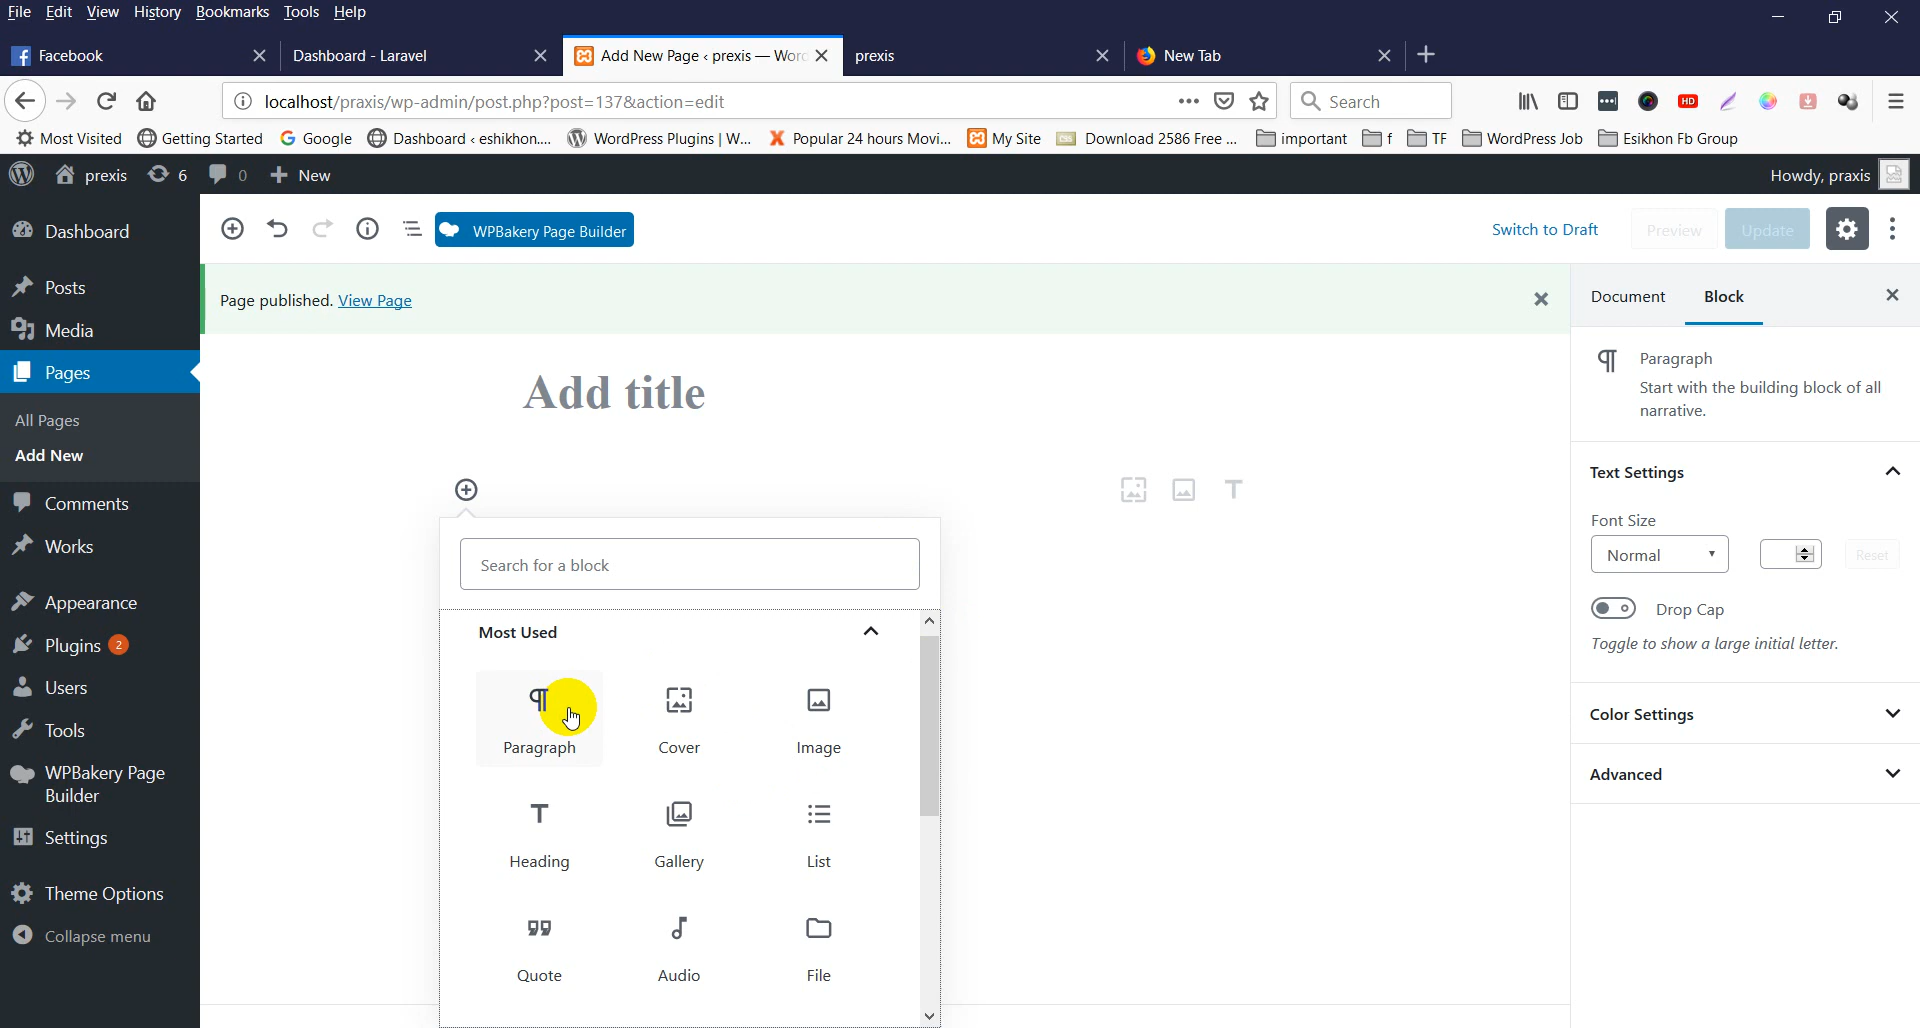 File Edit View History Bookmarks Tools Help
Facebook Dashboard - Laravel Add New Page ‹ prexis — Word prexis New Tab
localhost/praxis/wp-admin/post.php?post=137&action=edit Search HD
Most Visited Getting Started Google Dashboard ‹ eshikhon.... WordPress Plugins | W... Popular 24 hours Movi... My Site CSS Download 2586 Free ... important f TF WordPress Job Esikhon Fb Group
prexis 6 0 New Howdy, praxis
Dashboard
Posts
Media
Pages
All Pages
Add New
Comments
Works
Appearance
Plugins 2
Users
Tools
WPBakery Page
Builder
Settings
Theme Options
Collapse menu
WPBakery Page Builder Switch to Draft Preview Update
Page published. View Page
Add title
Search for a block
Most Used
Paragraph Cover Image
Heading Gallery List
Quote Audio File
Document Block
Paragraph
Start with the building block of all
narrative.
Text Settings
Font Size
Normal Reset
Drop Cap
Toggle to show a large initial letter.
Color Settings
Advanced